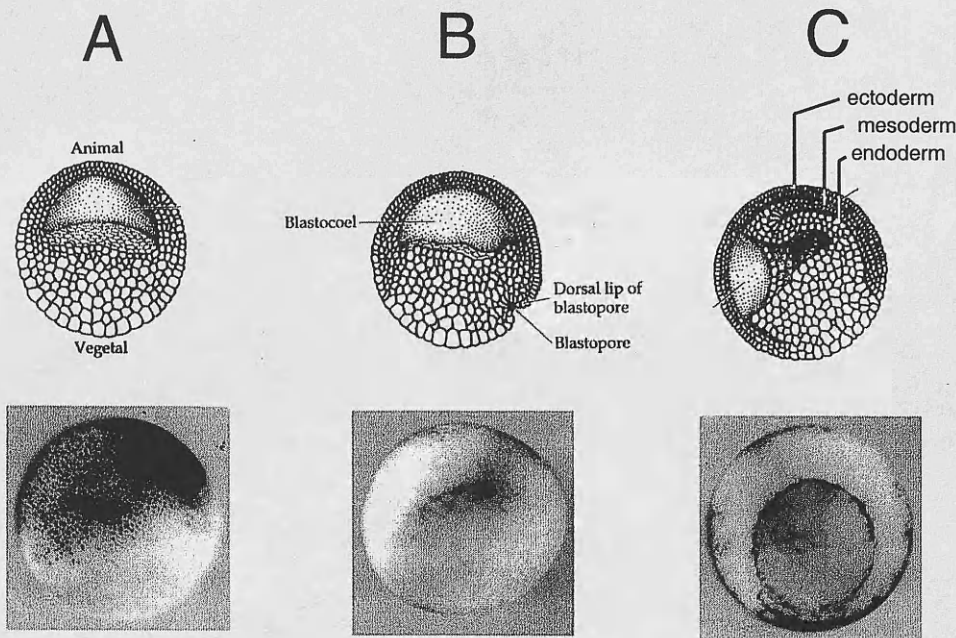 A
B
C
ectoderm
mesoderm
endoderm
Animal
Blastocoel
Dorsal lip of
blastopore
Blastopore
Vegetal